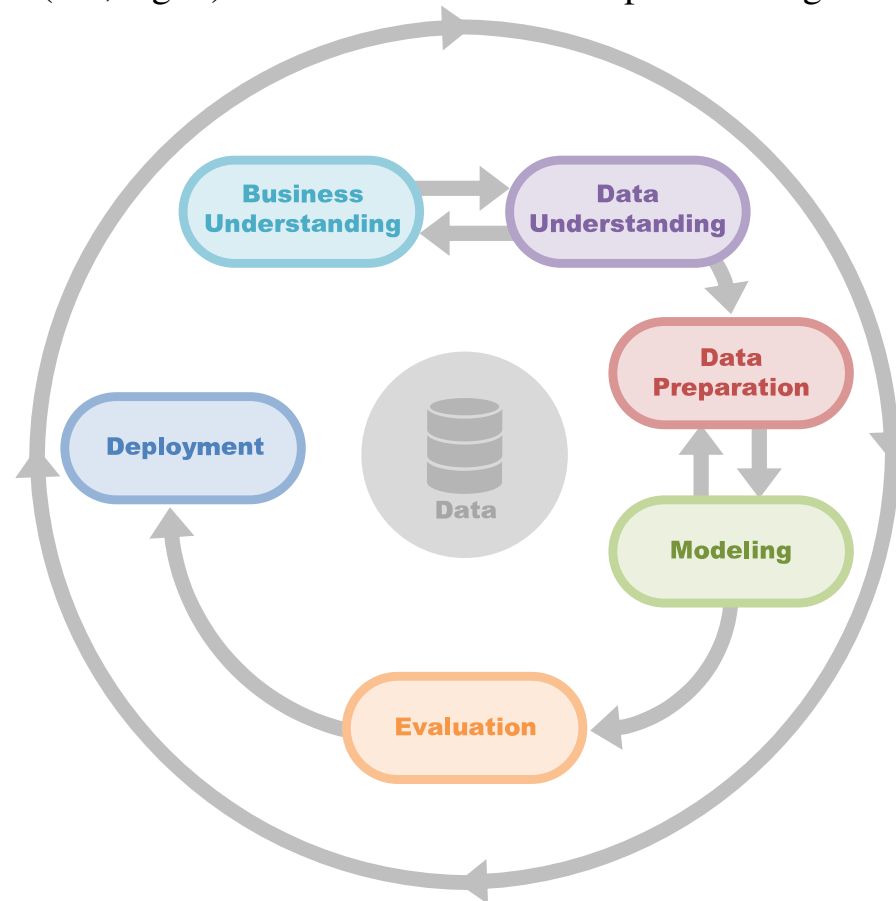 Business
Understanding
Data
Understanding
Data
Preparation
Deployment
Data
Modeling
Evaluation